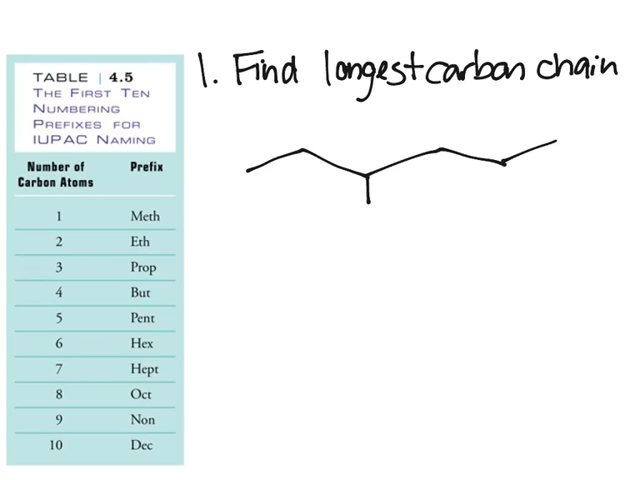 1. Find longest carbon chain
TABLE | 4.5
THE FIRST TEN
NUMBERING
PREFIXES FOR
IUPAC NAMING
Number of Carbon Atoms Prefix
1 Meth
2 Eth
3 Prop
4 But
5 Pent
6 Hex
7 Hept
8 Oct
9 Non
10 Dec